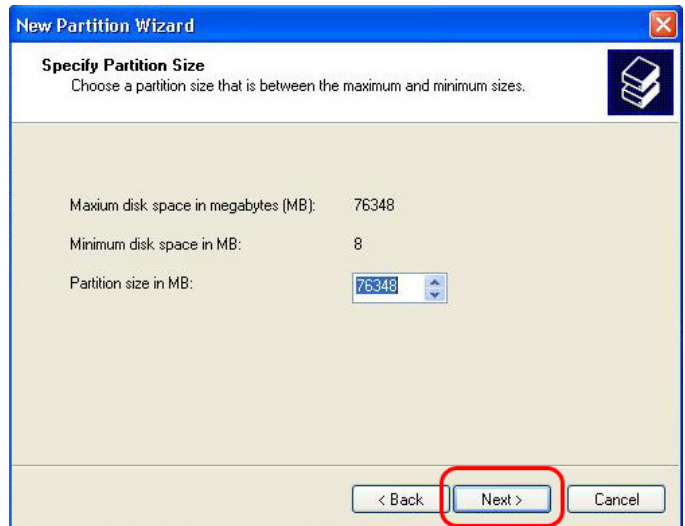 New Partition Wizard
Specify Partition Size
Choose a partition size that is between the maximum and minimum sizes.
Maxium disk space in megabytes (MB): 76348
Minimum disk space in MB: 8
Partition size in MB: 76348
< Back Next > Cancel